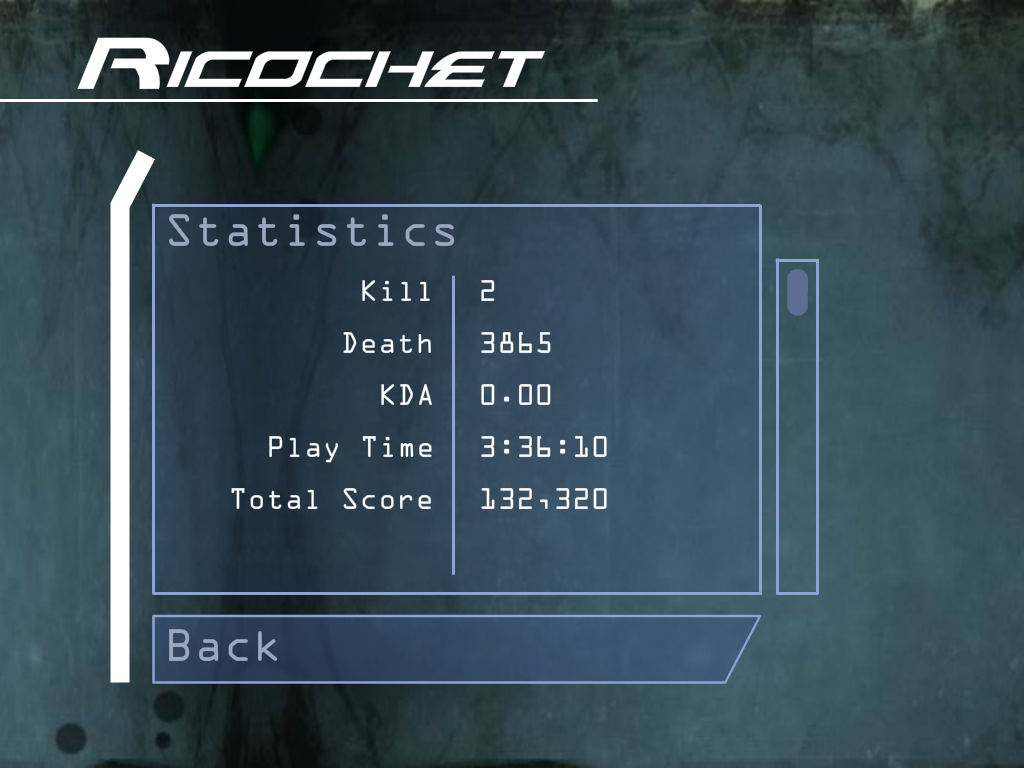 RICOCHET
Statistics
Kill 2
Death 3865
KDA 0.00
Play Time 3:36:10
Total Score 132,320
Back